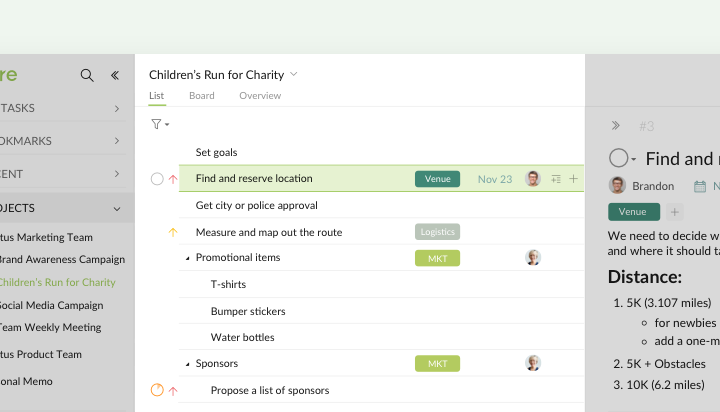 re
TASKS
OKMARKS
CENT
OJECTS
tus Marketing Team
Brand Awareness Campaign
Children's Run for Charity
Social Media Campaign
Team Weekly Meeting
tus Product Team
onal Memo
Children's Run for Charity
List Board Overview
Set goals
Find and reserve location Venue Nov 23
Get city or police approval
Measure and map out the route Logistics
Promotional items MKT
T-shirts
Bumper stickers
Water bottles
Sponsors MKT
Propose a list of sponsors
#3
Find and r
Brandon N
Venue
We need to decide w
and where it should ta
Distance:
1. 5K (3.107 miles)
for newbies
add a one-m
2. 5K + Obstacles
3. 10K (6.2 miles)